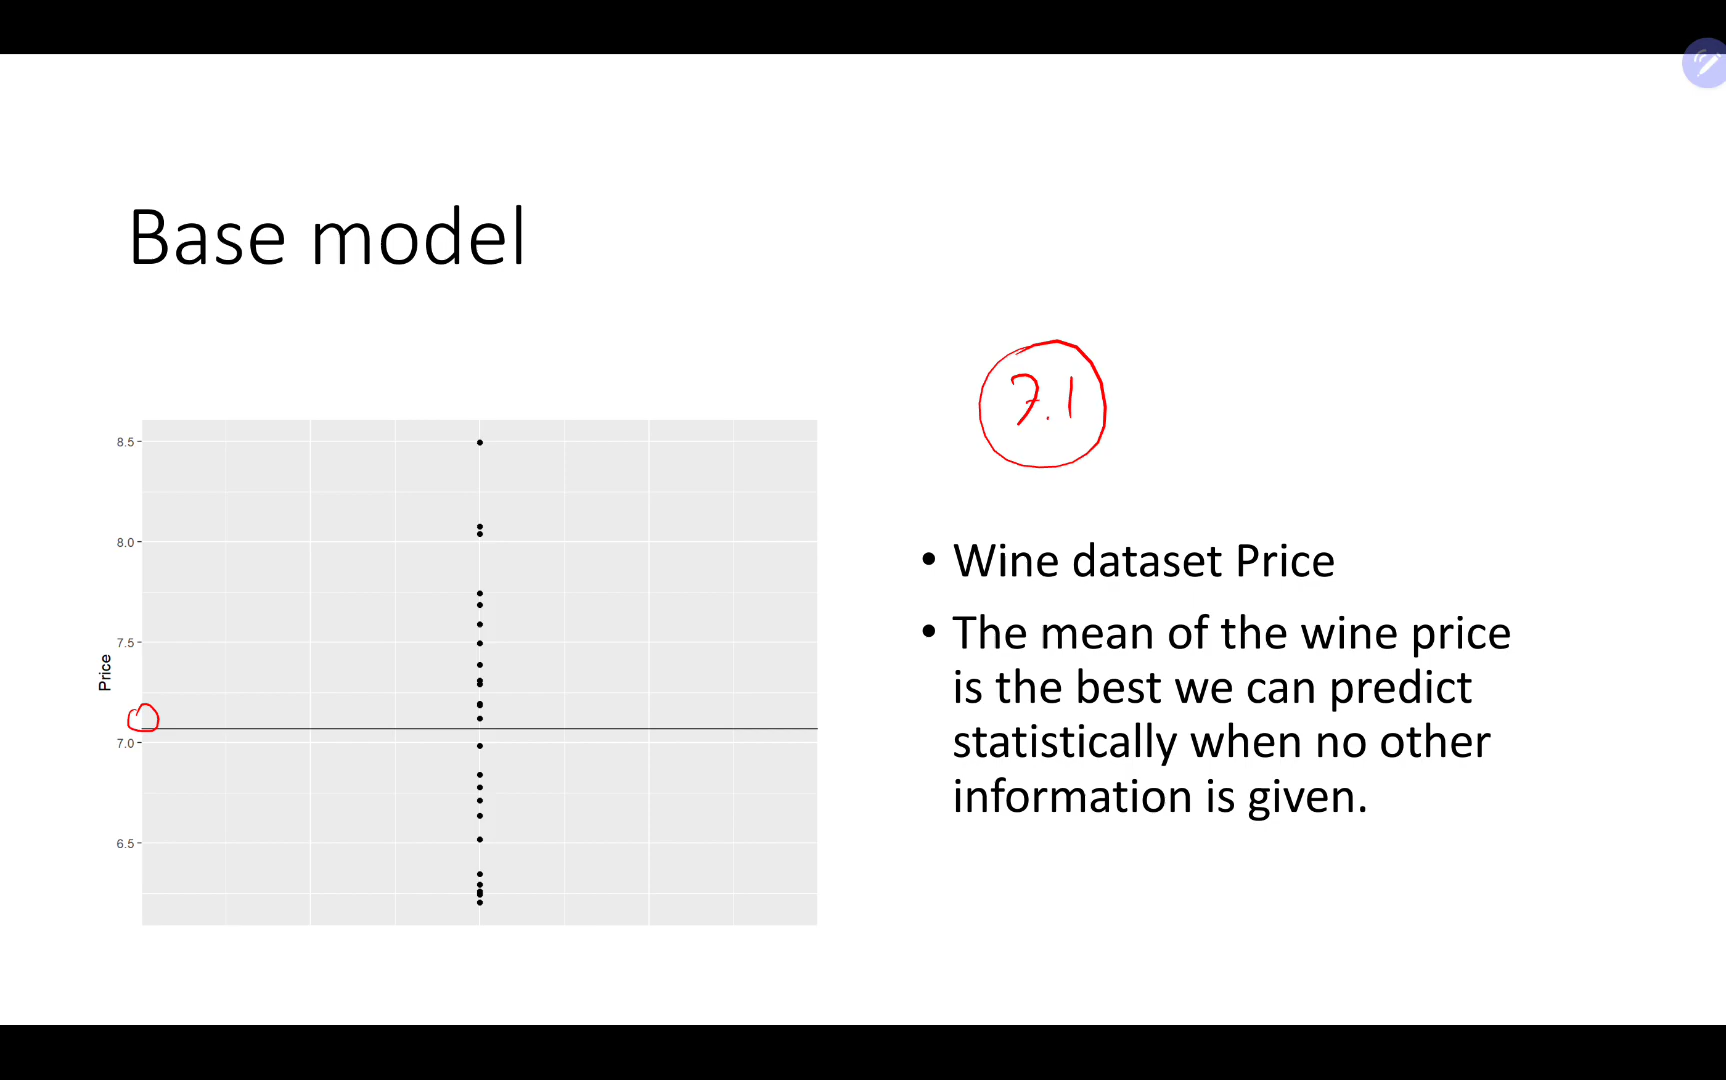 Base model
7.1
8.5
8.0
7.5
7.0
6.5
Price
• Wine dataset Price
• The mean of the wine price
is the best we can predict
statistically when no other
information is given.